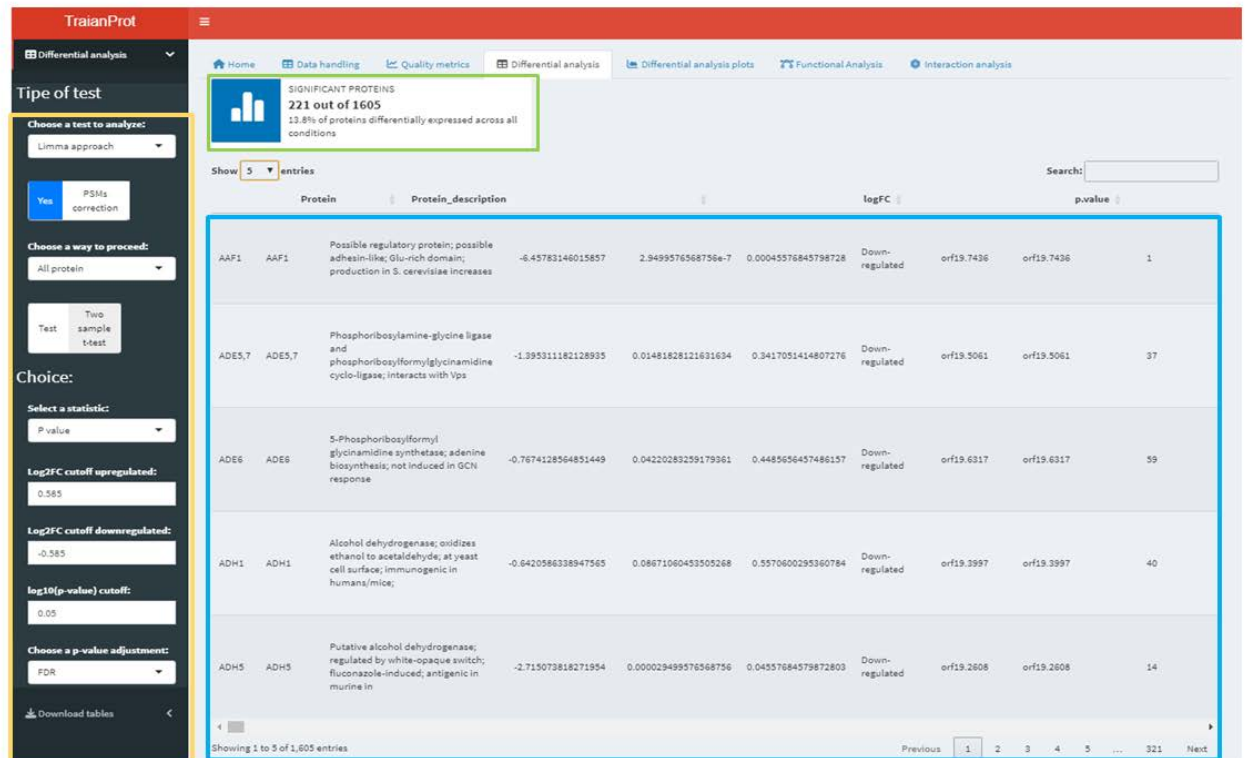 TraianProt
Differential analysis
Tipe of test
Choose a test to analyze:
Limma approach
Yes
PSMs
correction
Choose a way to proceed:
All protein
Test
Two
sample
t-test
Choice:
Select a statistic:
P value
Log2FC cutoff upregulated:
0.585
Log2FC cutoff downregulated:
-0.585
log10(p-value) cutoff:
0.05
Choose a p-value adjustment:
FDR
Download tables
Home Data handling Quality metrics Differential analysis Differential analysis plots Functional Analysis Interaction analysis
SIGNIFICANT PROTEINS
221 out of 1605
13.8% of proteins differentially expressed across all
conditions
Show 5 entries
Search:
Protein Protein_description logFC p.value
AAF1 AAF1
Possible regulatory protein; possible
adhesin-like; Glu-rich domain;
production in S. cerevisiae increases
-6.45783146015857 2.9499576568756e-7 0.00045576845798728
Down-
regulated
orf19.7436 orf19.7436 1
ADE5,7 ADE5,7
Phosphoribosylamine-glycine ligase
and
phosphoribosylformylglycinamidine
cyclo-ligase; interacts with Vps
-1.395311182128935 0.01481828121631634 0.3417051414807276
Down-
regulated
orf19.5061 orf19.5061 37
ADE6 ADE6
5-Phosphoribosylformyl
glycinamidine synthetase; adenine
biosynthesis; not induced in GCN
response
-0.7674128564851449 0.04220283259179361 0.4485656457486157
Down-
regulated
orf19.6317 orf19.6317 59
ADH1 ADH1
Alcohol dehydrogenase; oxidizes
ethanol to acetaldehyde; at yeast
cell surface; immunogenic in
humans/mice;
-0.6420586338947565 0.08671060453505268 0.5570600295360784
Down-
regulated
orf19.3997 orf19.3997 40
ADH5 ADH5
Putative alcohol dehydrogenase;
regulated by white-opaque switch;
fluconazole-induced; antigenic in
murine in
-2.715073818271954 0.000029499576568756 0.04557684579872803
Down-
regulated
orf19.2608 orf19.2608 14
Showing 1 to 5 of 1,605 entries
Previous 1 2 3 4 5 ... 321 Next